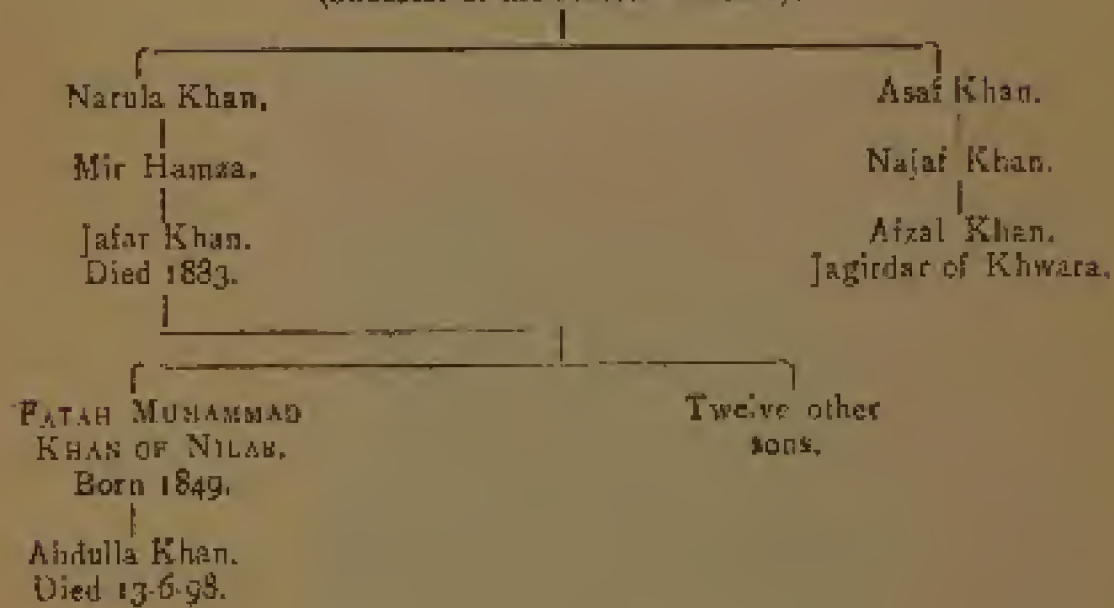 Narula Khan.
Asaf Khan.
Mir Hamza.
Najaf Khan.
Jafar Khan.
Died 1883.
Afzal Khan.
Jagirdar of Khwara.
FATAH MUHAMMAD
KHAN OF NILAB.
Born 1849.
Twelve other
sons.
Abdulla Khan.
Died 13-6-98.